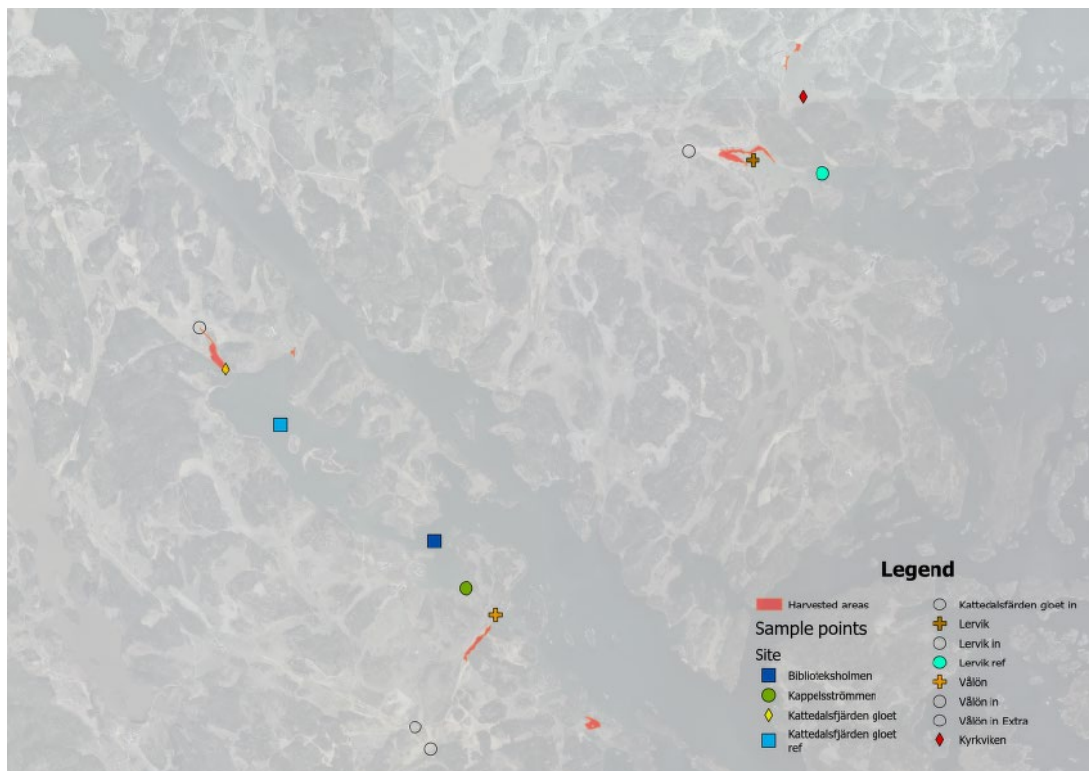 Legend
Harvested areas
Sample points
Site
Biblioteksholmen
Kappelsströmmen
Kattedalsfjärden gloet
Kattedalsfjärden gloet
ref
Kattedalsfärden gloet in
Lervik
Lervik in
Lervik ref
Vålön
Vålön in
Vålön in Extra
Kyrkviken